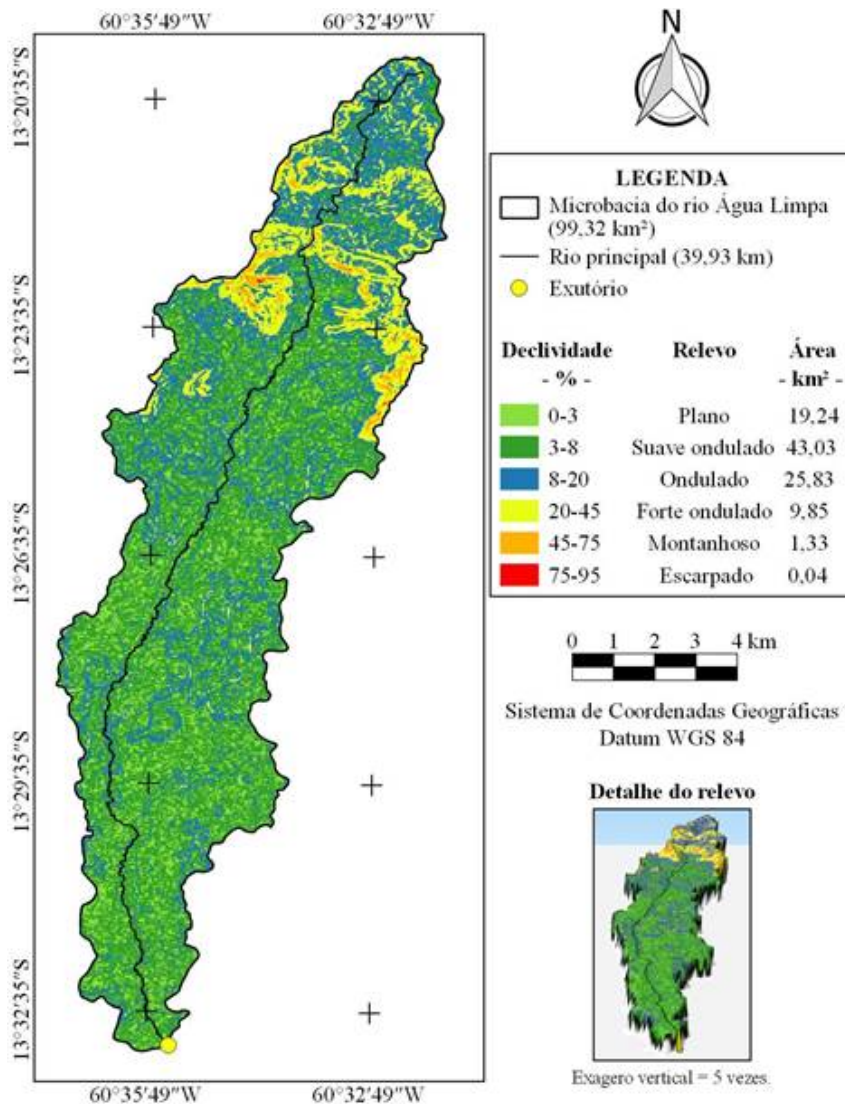 60°35′49″W 60°32′49″W
N
13°20′35″S
13°23′35″S
13°26′35″S
13°29′35″S
13°32′35″S
60°35′49″W 60°32′49″W
LEGENDA
Microbacia do rio Água Limpa
(99,32 km²)
Rio principal (39,93 km)
Exutório
Declividade Relevo Área
- % - - km² -
0-3 Plano 19,24
3-8 Suave ondulado 43,03
8-20 Ondulado 25,83
20-45 Forte ondulado 9,85
45-75 Montanhoso 1,33
75-95 Escarpado 0,04
0 1 2 3 4 km
Sistema de Coordenadas Geográficas
Datum WGS 84
Detalhe do relevo
Exagero vertical = 5 vezes.